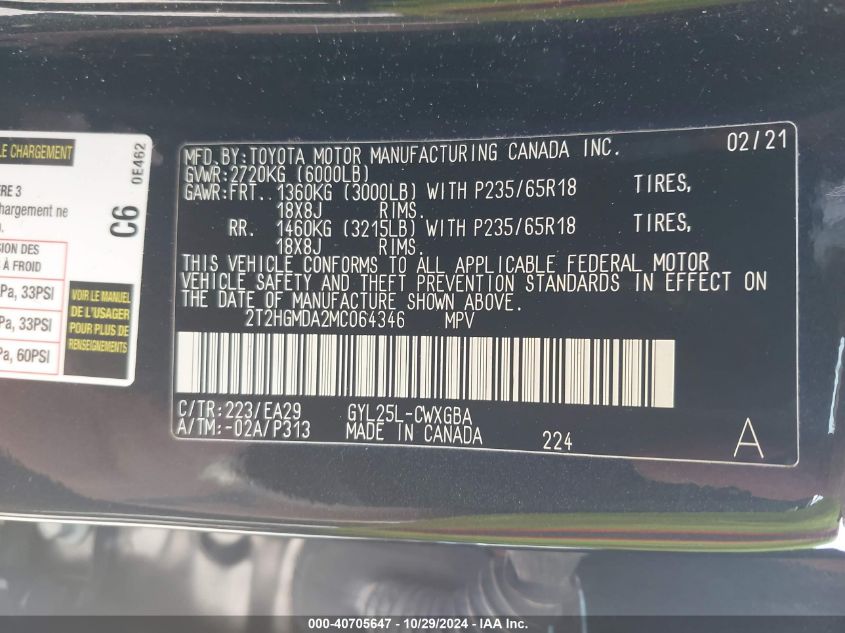 LE CHARGEMENT
0E462
RE 3
chargement ne
C6
SION DES
À FROID
Pa, 33PSI
Pa, 33PSI
Pa, 60PSI
VOIR LE MANUEL
DE L'USAGER
POUR PLUS DE
RENSEIGNEMENTS
MFD. BY: TOYOTA MOTOR MANUFACTURING CANADA INC. 02/21
GVWR: 2720KG (6000LB)
GAWR: FRT. 1360KG (3000LB) WITH P235/65R18 TIRES,
18X8J RIMS.
RR. 1460KG (3215LB) WITH P235/65R18 TIRES,
18X8J RIMS.
THIS VEHICLE CONFORMS TO ALL APPLICABLE FEDERAL MOTOR
VEHICLE SAFETY AND THEFT PREVENTION STANDARDS IN EFFECT ON
THE DATE OF MANUFACTURE SHOWN ABOVE.
2T2HGMDA2MC064346 MPV
C/TR: 223/EA29 GYL25L-CWXGBA
A/TM: -02A/P313 MADE IN CANADA 224 A
000-40705647 - 10/29/2024 - IAA Inc.